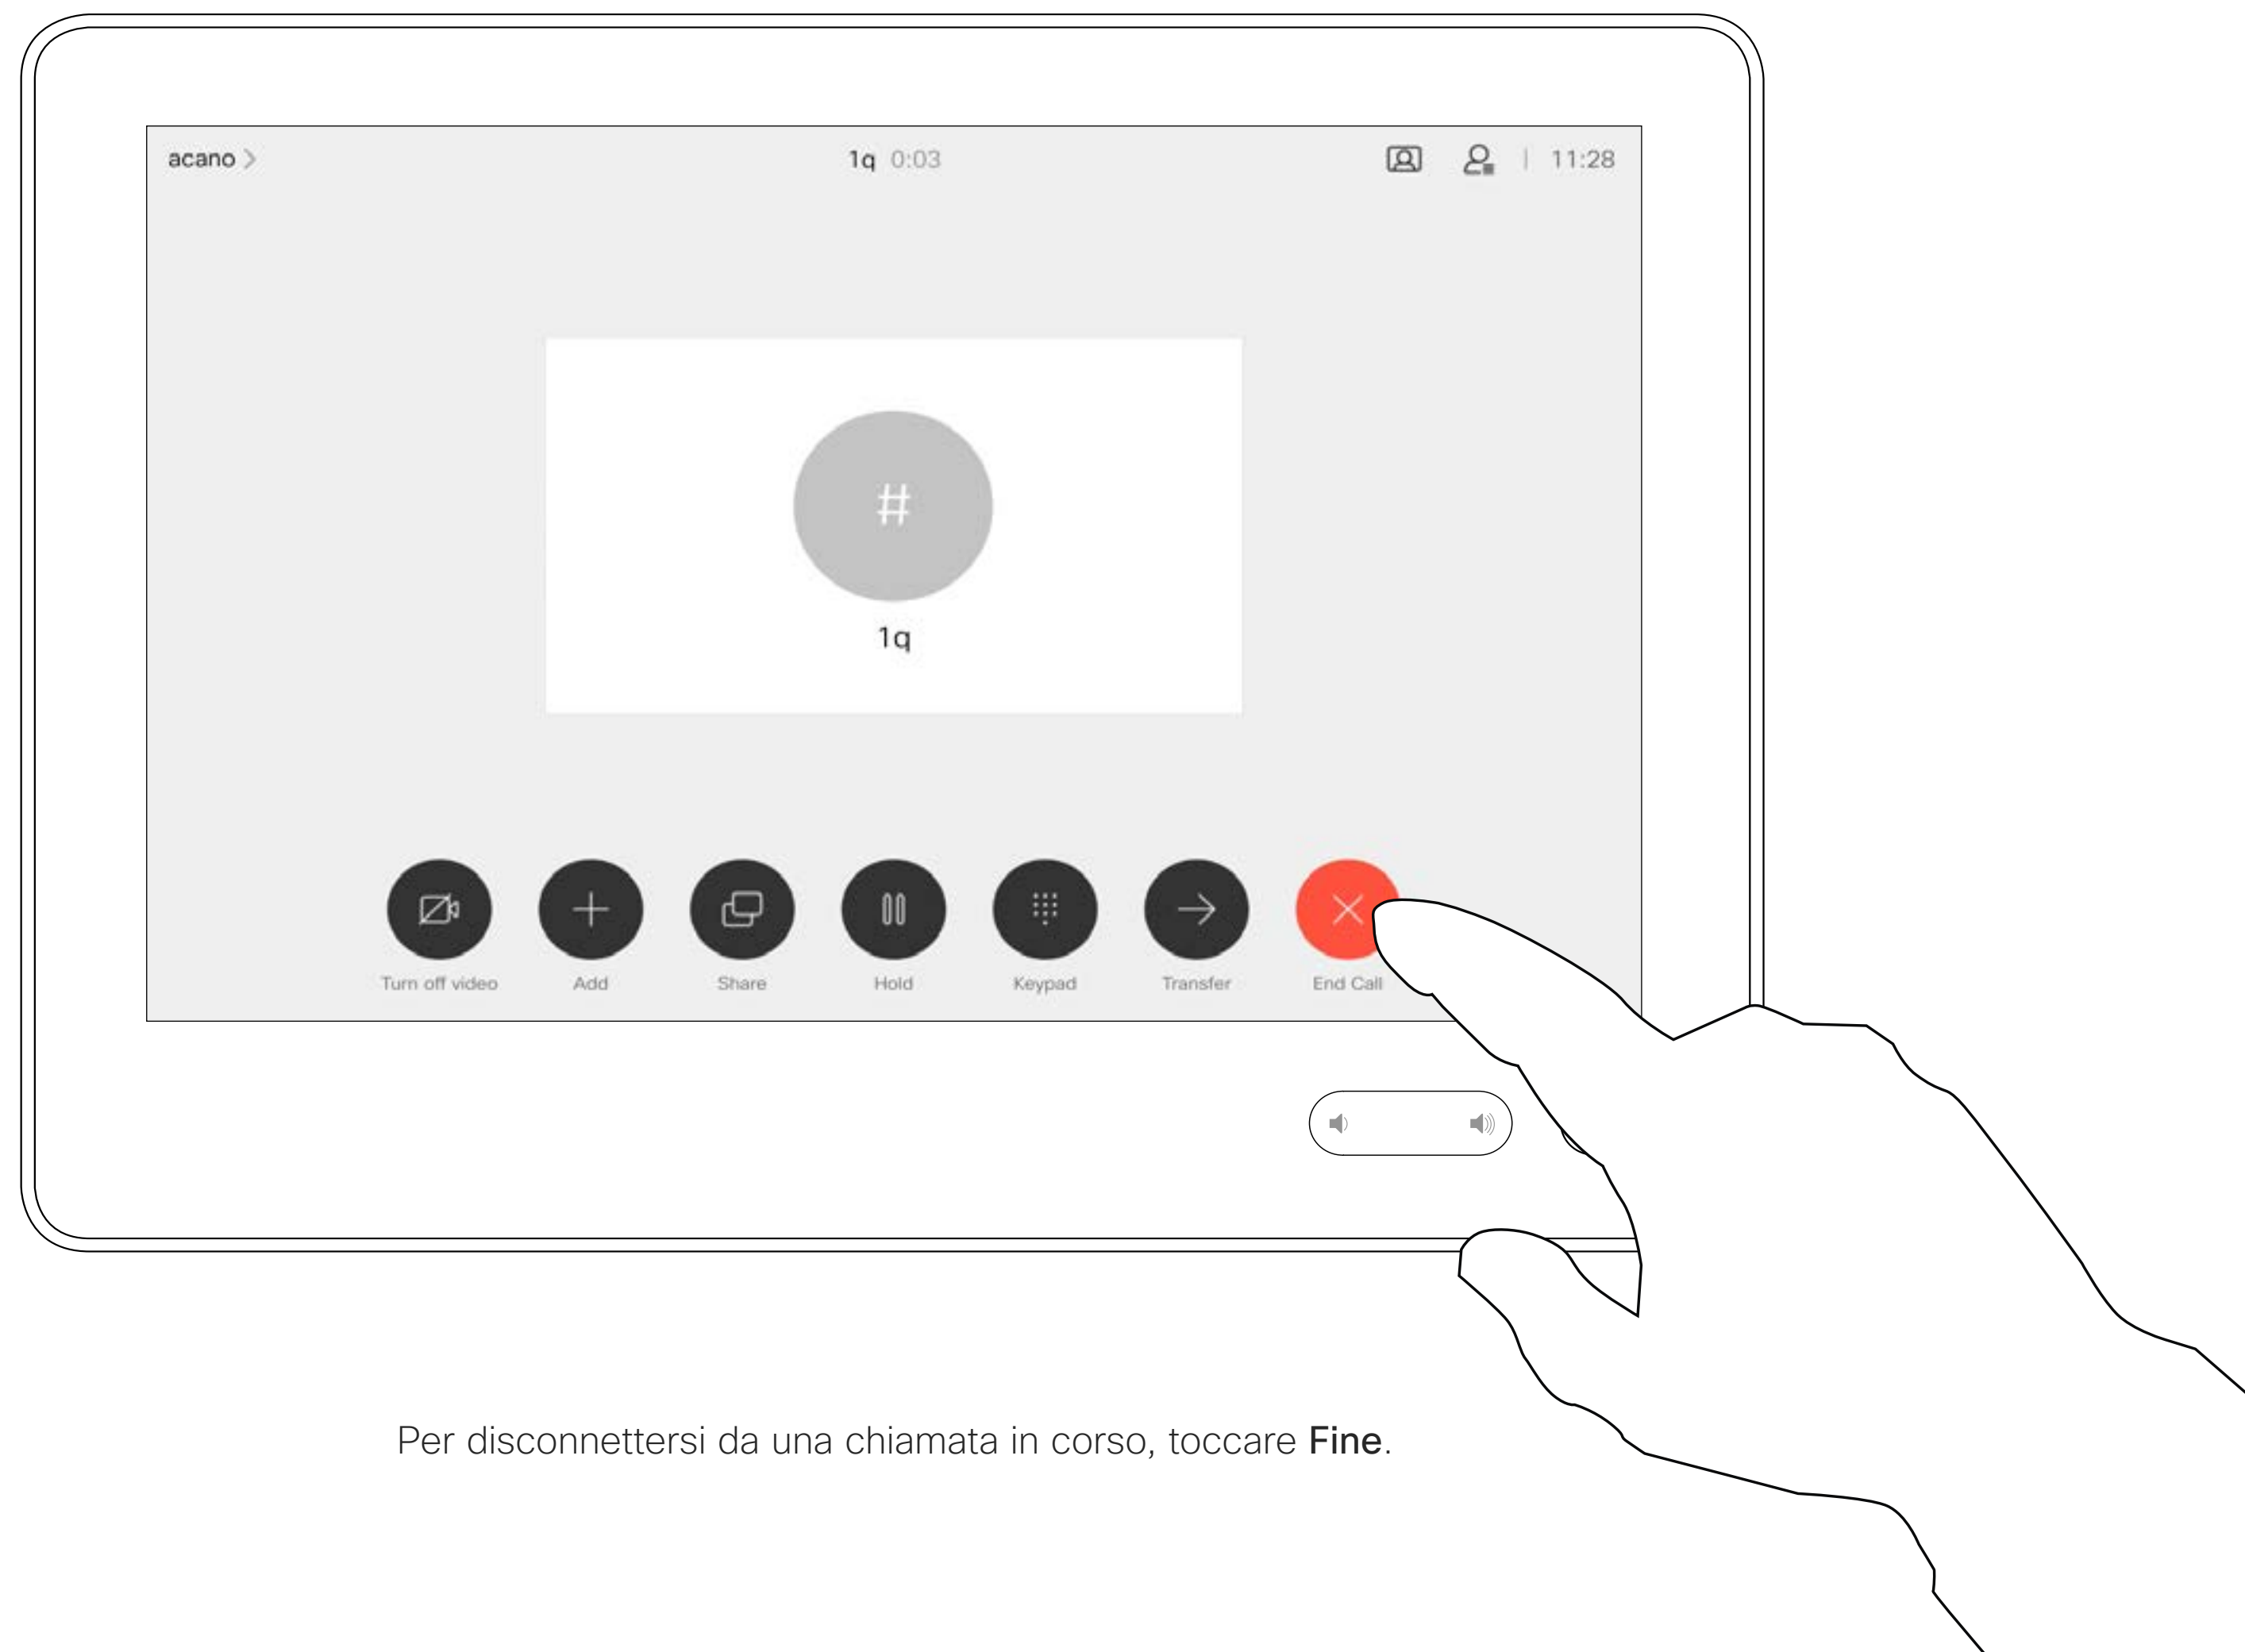 acano 1q 0:03 11:28
#
1q
Turn off video Add Share Hold Keypad Transfer End Call
Per disconnettersi da una chiamata in corso, toccare Fine.